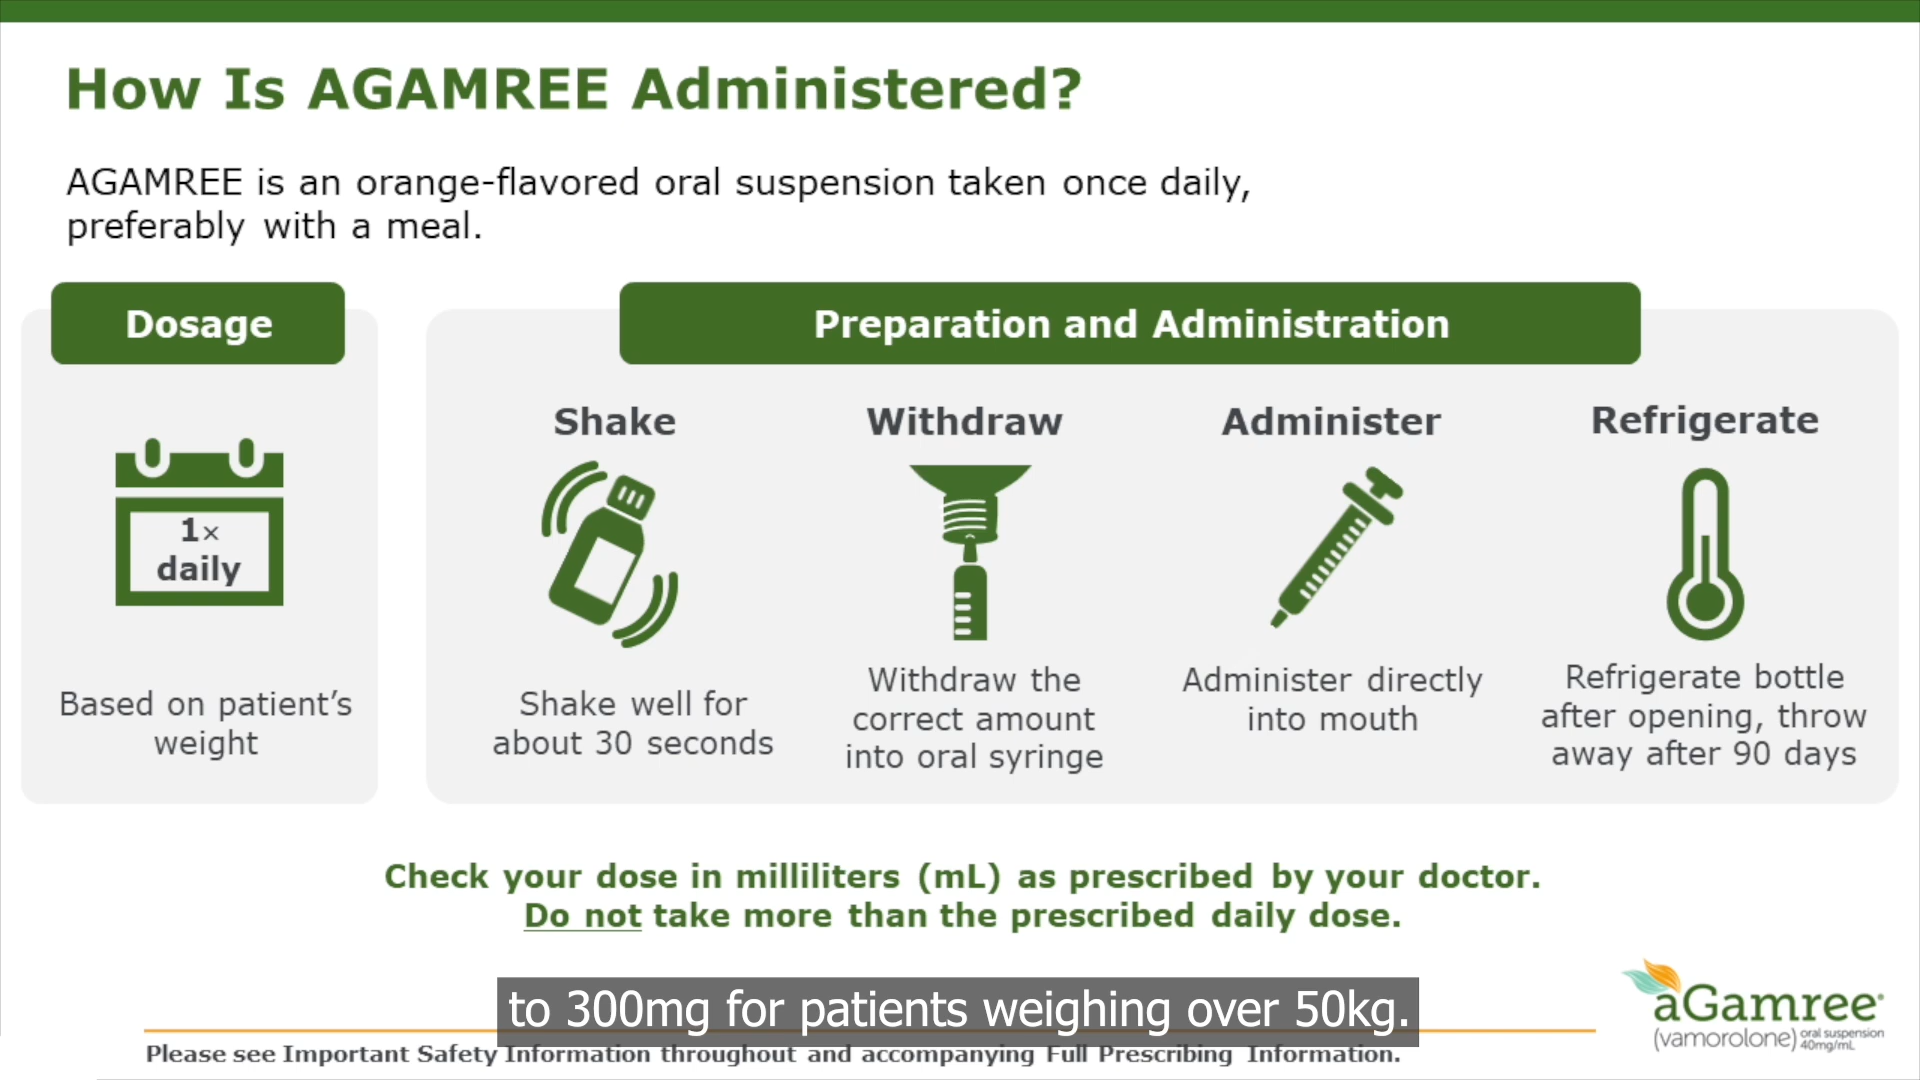 How Is AGAMREE Administered?
AGAMREE is an orange-flavored oral suspension taken once daily,
preferably with a meal.
Dosage
1×
daily
Based on patient’s
weight
Preparation and Administration
Shake
Shake well for
about 30 seconds
Withdraw
Withdraw the
correct amount
into oral syringe
Administer
Administer directly
into mouth
Refrigerate
Refrigerate bottle
after opening, throw
away after 90 days
Check your dose in milliliters (mL) as prescribed by your doctor.
Do not take more than the prescribed daily dose.
to 300mg for patients weighing over 50kg.
Please see Important Safety Information throughout and accompanying Full Prescribing Information.
aGamree®
(vamorolone) oral suspension
40mg/mL